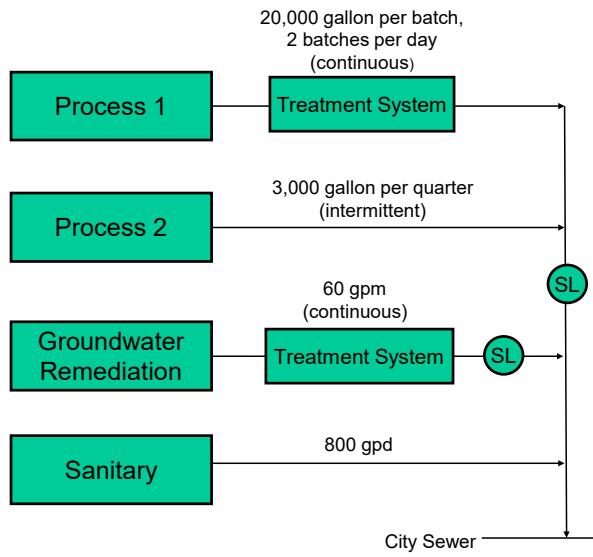 20,000 gallon per batch,
2 batches per day
(continuous)
Process 1
Treatment System
3,000 gallon per quarter
(intermittent)
Process 2
SL
60 gpm
(continuous)
Groundwater
Remediation
Treatment System
SL
800 gpd
Sanitary
City Sewer